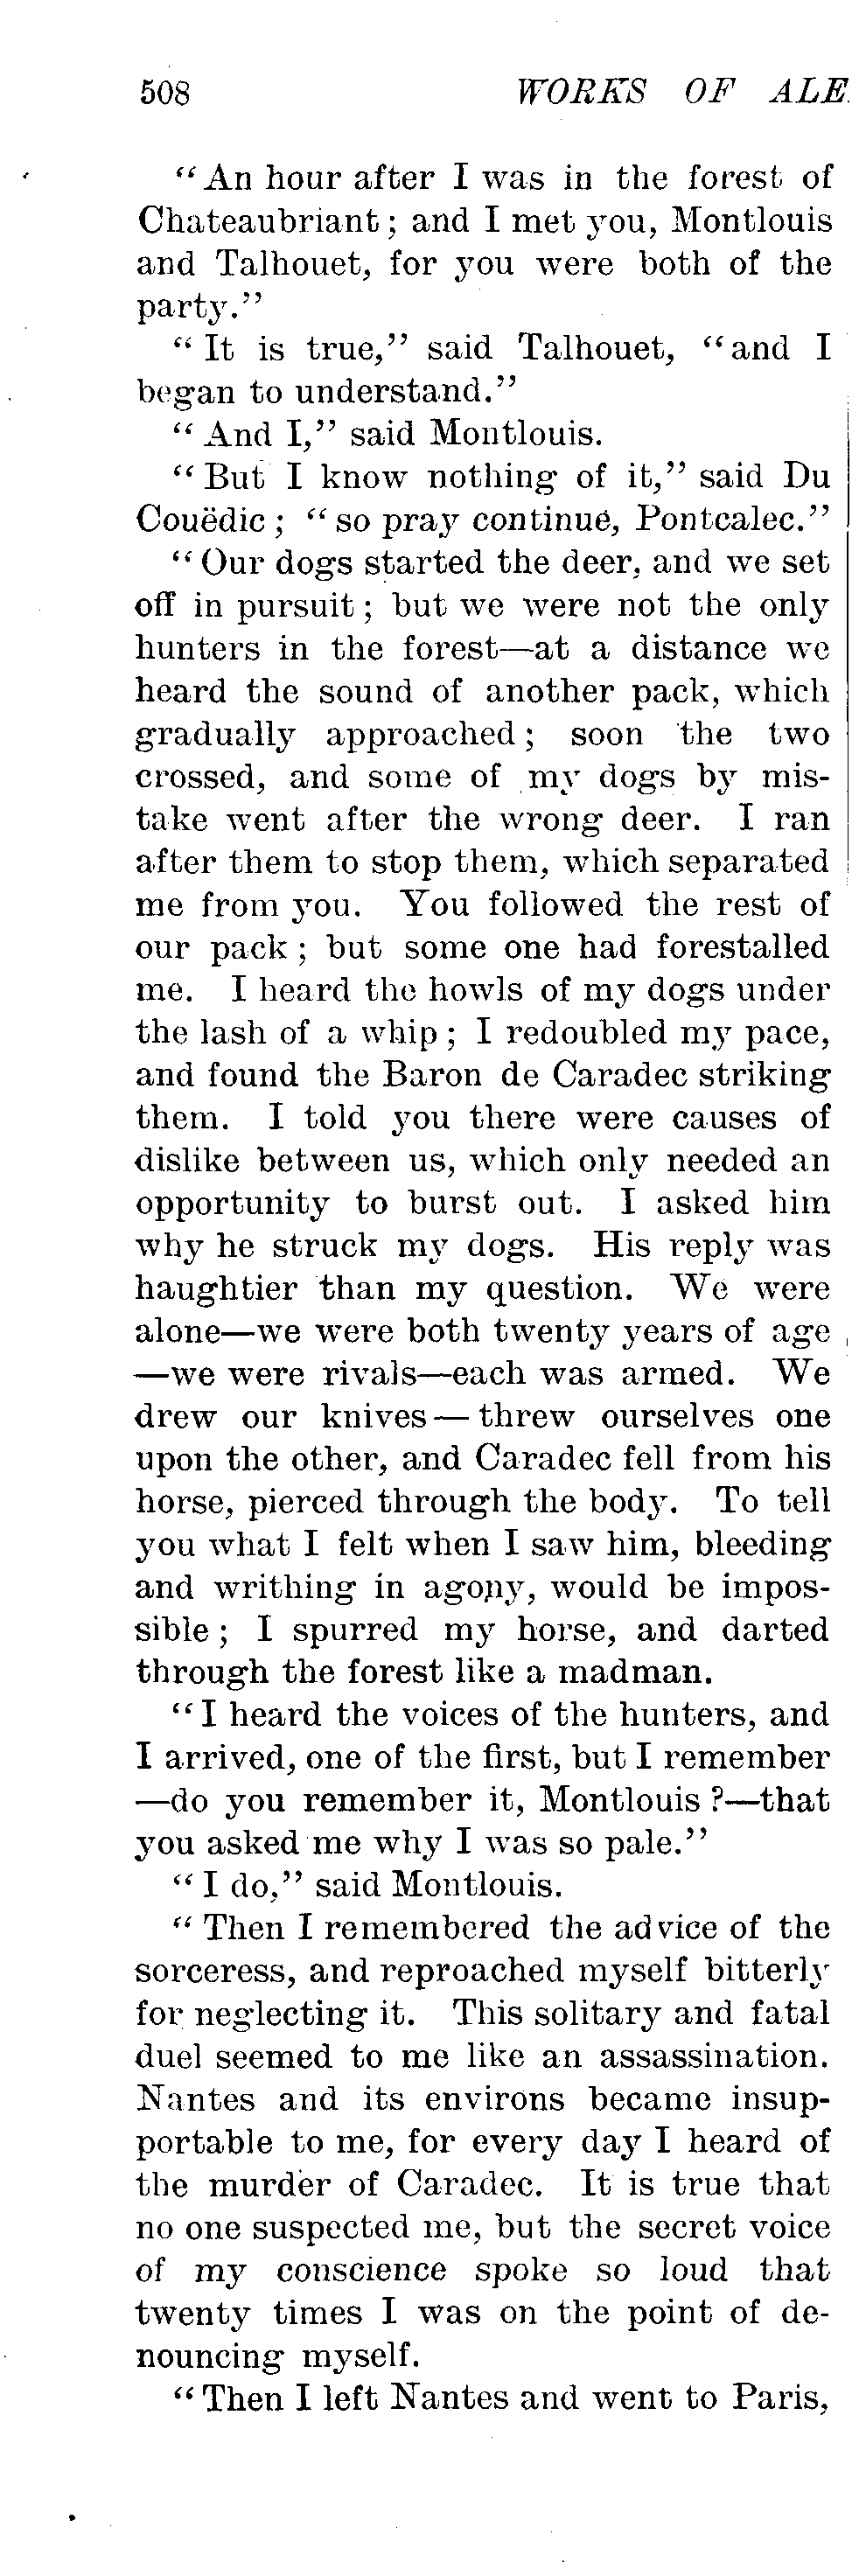 508 WORKS OF ALE
"An hour after I was in the forest of
Chateaubriant; and I met you, Montlouis
and Talhouet, for you were both of the
party."
"It is true," said Talhouet, "and I
began to understand."
"And I," said Montlouis.
"But I know nothing of it," said Du
Couëdic; "so pray continue, Pontcalec."
"Our dogs started the deer, and we set
off in pursuit; but we were not the only
hunters in the forest—at a distance we
heard the sound of another pack, which
gradually approached; soon the two
crossed, and some of my dogs by mis-
take went after the wrong deer. I ran
after them to stop them, which separated
me from you. You followed the rest of
our pack; but some one had forestalled
me. I heard the howls of my dogs under
the lash of a whip; I redoubled my pace,
and found the Baron de Caradec striking
them. I told you there were causes of
dislike between us, which only needed an
opportunity to burst out. I asked him
why he struck my dogs. His reply was
haughtier than my question. We were
alone—we were both twenty years of age
—we were rivals—each was armed. We
drew our knives—threw ourselves one
upon the other, and Caradec fell from his
horse, pierced through the body. To tell
you what I felt when I saw him, bleeding
and writhing in agony, would be impos-
sible; I spurred my horse, and darted
through the forest like a madman.
"I heard the voices of the hunters, and
I arrived, one of the first, but I remember
—do you remember it, Montlouis?—that
you asked me why I was so pale."
"I do," said Montlouis.
"Then I remembered the advice of the
sorceress, and reproached myself bitterly
for neglecting it. This solitary and fatal
duel seemed to me like an assassination.
Nantes and its environs became insup-
portable to me, for every day I heard of
the murder of Caradec. It is true that
no one suspected me, but the secret voice
of my conscience spoke so loud that
twenty times I was on the point of de-
nouncing myself.
"Then I left Nantes and went to Paris,